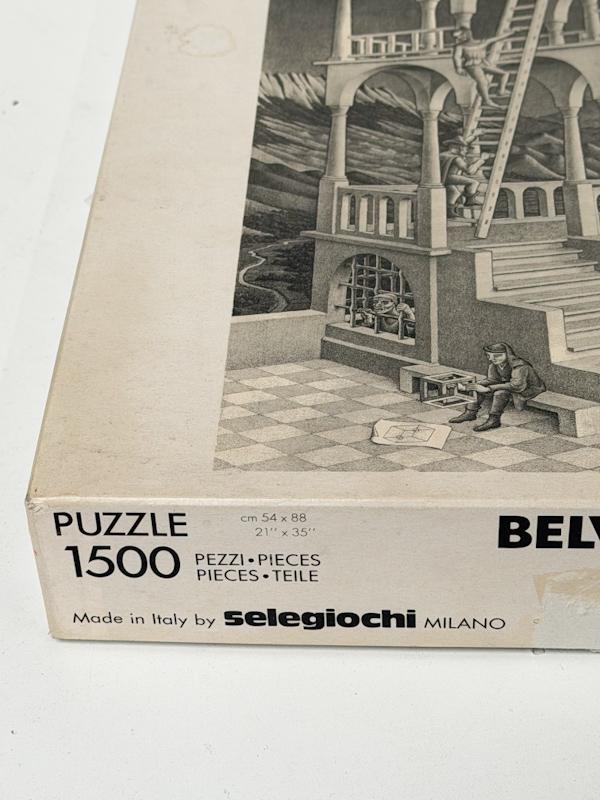 PUZZLE
1500
cm 54 x 88
21" x 35"
PEZZI•PIECES
PIECES•TEILE
BELV
Made in Italy by selegiochi MILANO